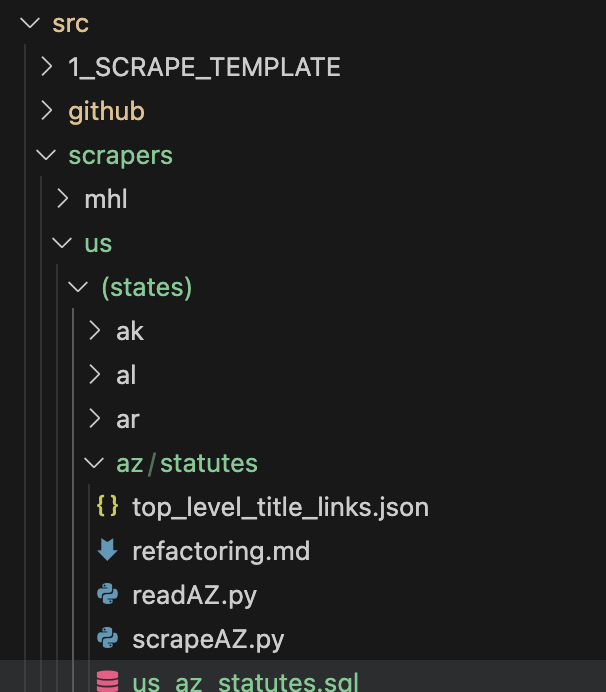 src
1_SCRAPE_TEMPLATE
github
scrapers
mhl
us
(states)
ak
al
ar
az/statutes
{} top_level_title_links.json
refactoring.md
readAZ.py
scrapeAZ.py
us_az_statutes.sql